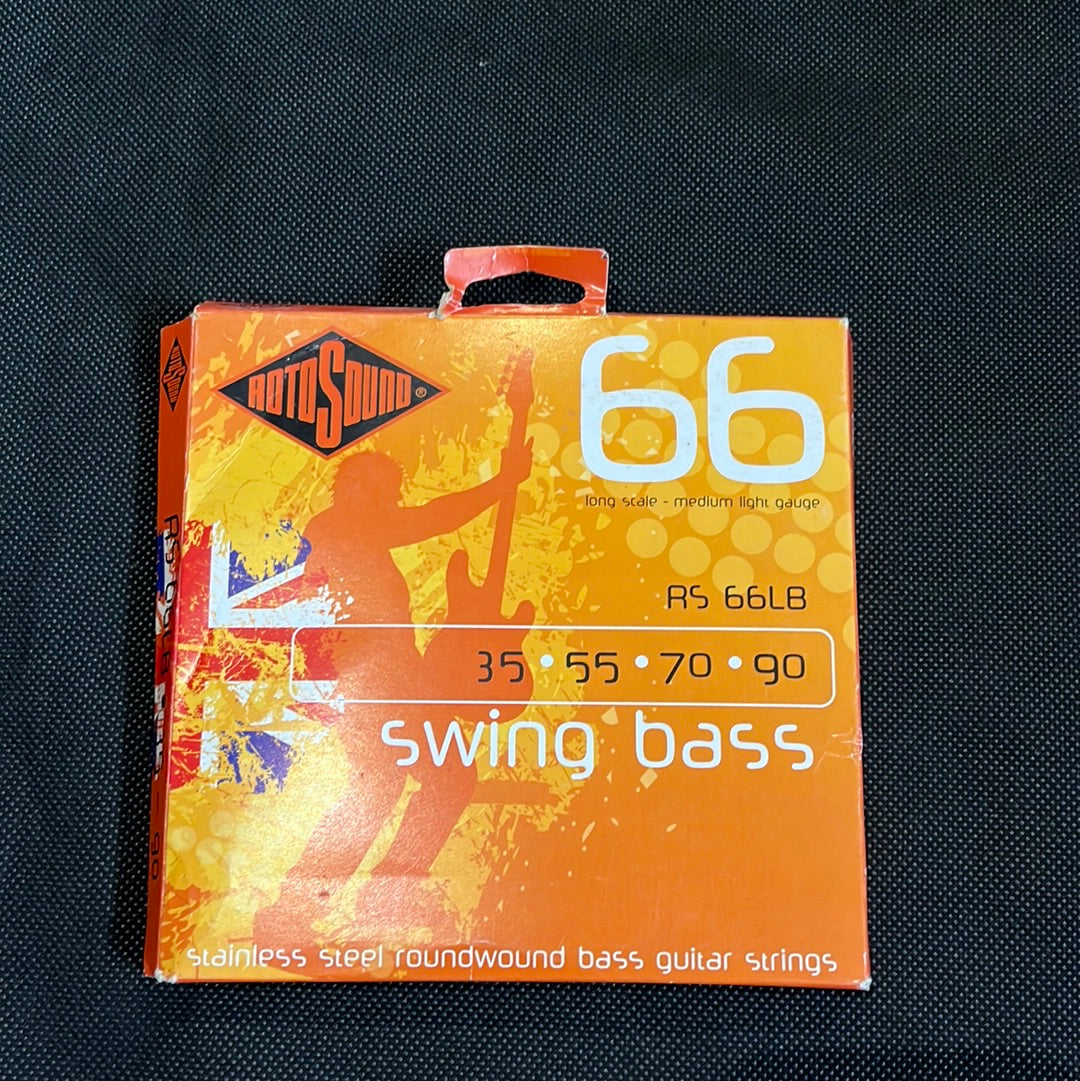 ROTOSOUND®
66
long scale - medium light gauge
RS 66LB
35 • 55 • 70 • 90
swing bass
stainless steel roundwound bass guitar strings
ROTOSOUND